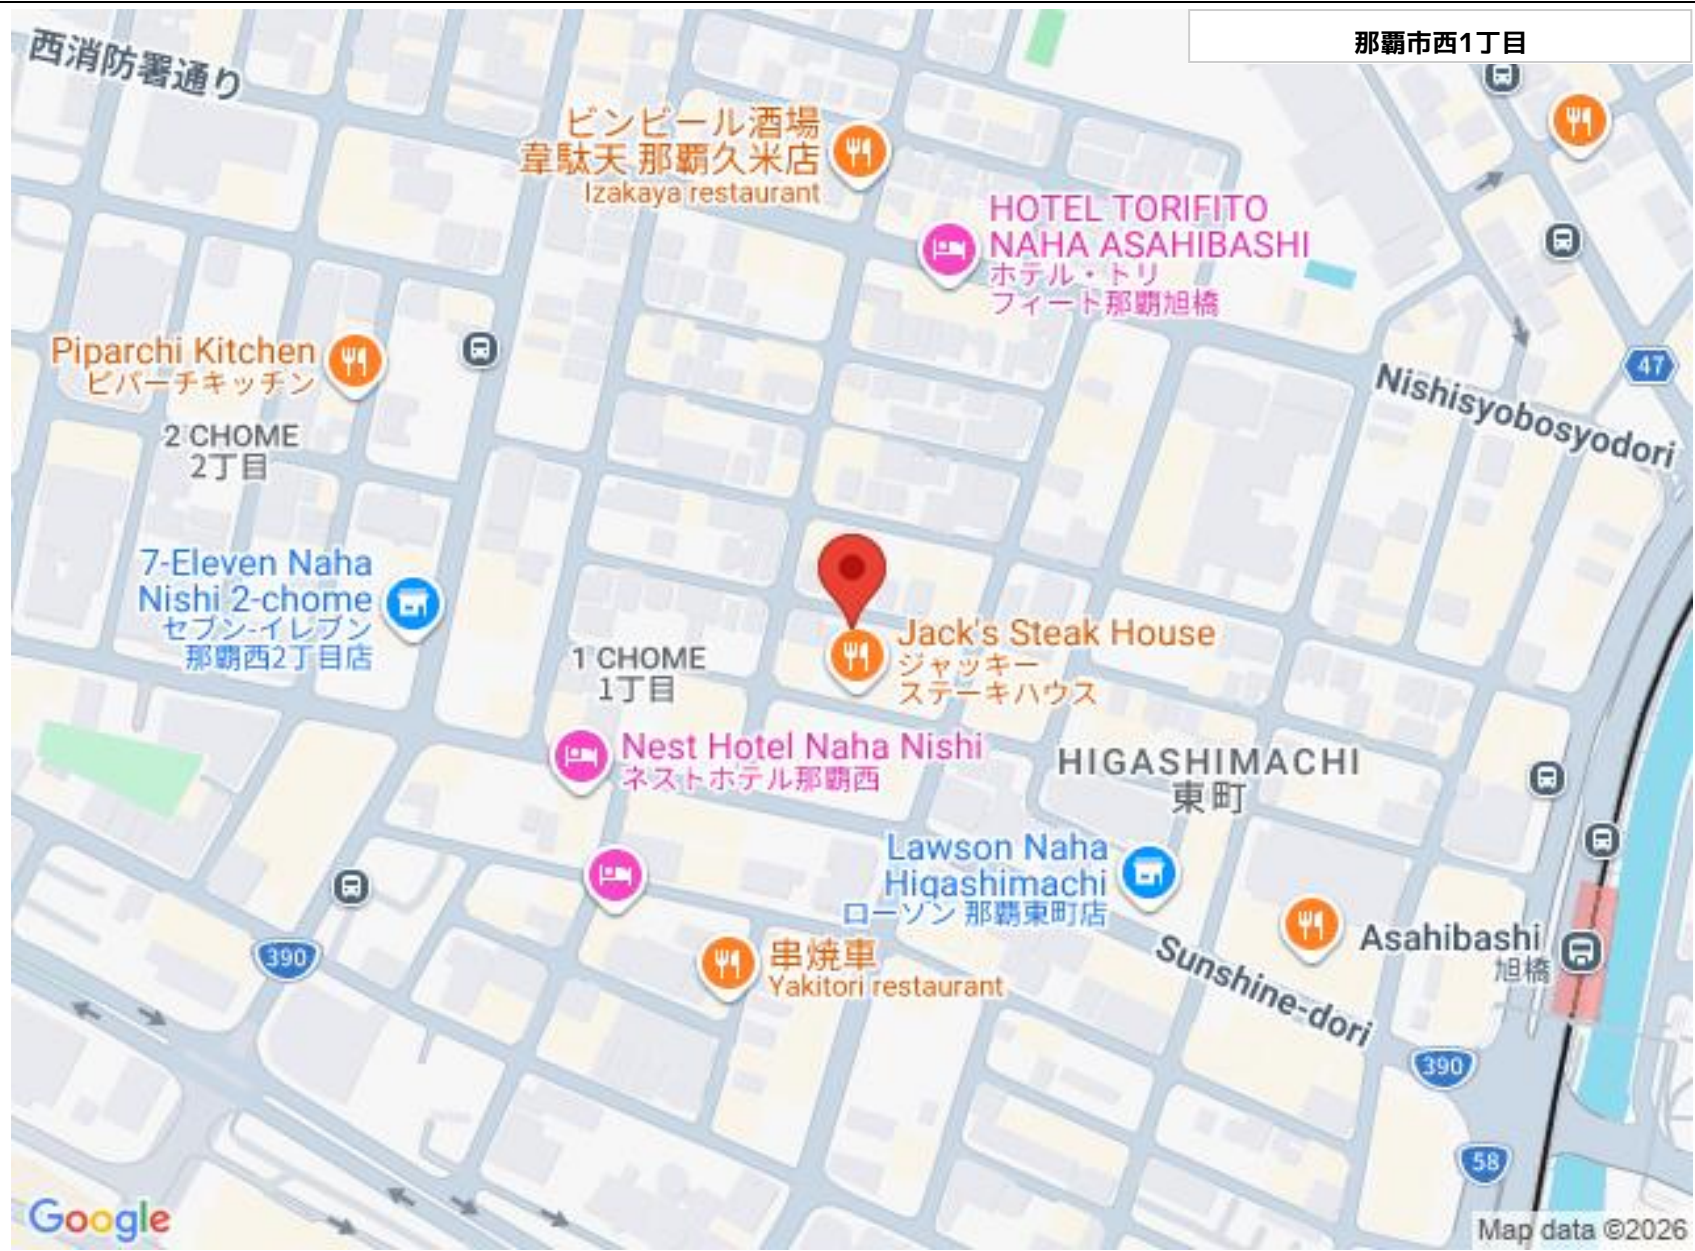 那覇市西1丁目
西消防署通り
ビンビール酒場
韋駄天 那覇久米店
Izakaya restaurant
HOTEL TORIFITO
NAHA ASAHIBASHI
ホテル・トリ
フィート那覇旭橋
Piparchi Kitchen
ピパーチキッチン
47
Nishisyobosyodori
2 CHOME
2丁目
7-Eleven Naha
Nishi 2-chome
セブン-イレブン
那覇西2丁目店
Jack's Steak House
ジャッキー
ステーキハウス
1 CHOME
1丁目
Nest Hotel Naha Nishi
ネストホテル那覇西
HIGASHIMACHI
東町
Lawson Naha
Higashimachi
ローソン 那覇東町店
390
串焼車
Yakitori restaurant
Asahibashi
旭橋
Sunshine-dori
390
58
Google
Map data ©2026